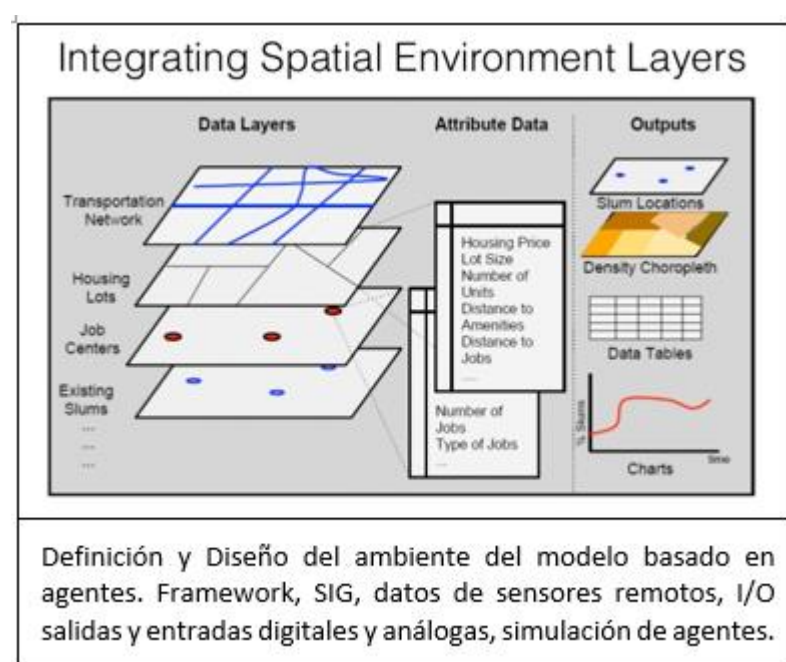 Integrating Spatial Environment Layers
Data Layers
Attribute Data
Outputs
Transportation
Network
Housing
Lots
Job
Centers
Existing
Slums
...
...
...
Housing Price
Lot Size
Number of
Units
Distance to
Amenities
Distance to
Jobs
....
Number of
Jobs
Type of Jobs
...
Slum Locations
Density Choropleth
Data Tables
% Slums
time
Charts
Definición y Diseño del ambiente del modelo basado en
agentes. Framework, SIG, datos de sensores remotos, I/O
salidas y entradas digitales y análogas, simulación de agentes.